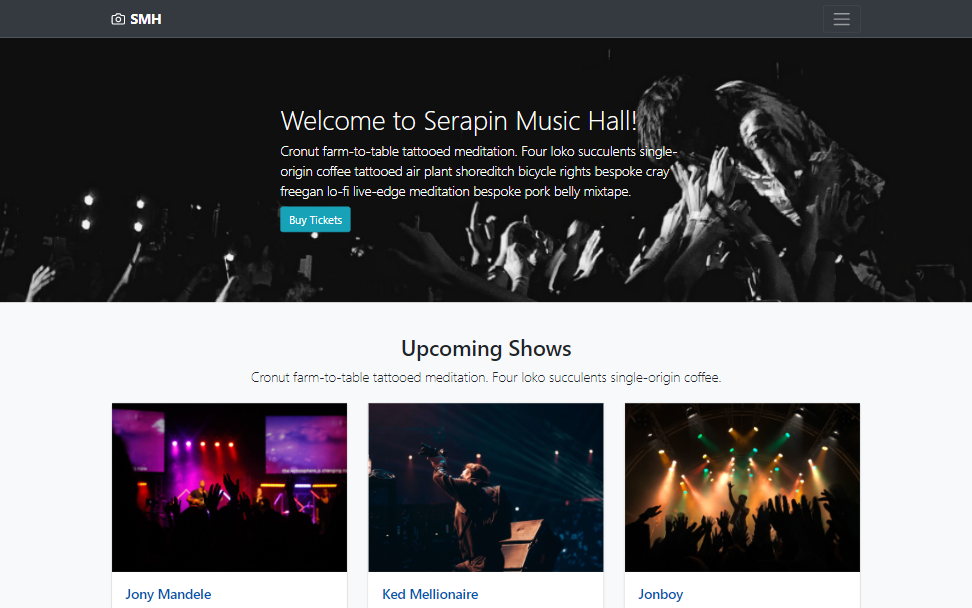 SMH
Welcome to Serapin Music Hall!
Cronut farm-to-table tattooed meditation. Four loko succulents single-
origin coffee tattooed air plant shoreditch bicycle rights bespoke cray
freegan lo-fi live-edge meditation bespoke pork belly mixtape.
Buy Tickets
Upcoming Shows
Cronut farm-to-table tattooed meditation. Four loko succulents single-origin coffee.
Jony Mandele
Ked Mellionaire
Jonboy